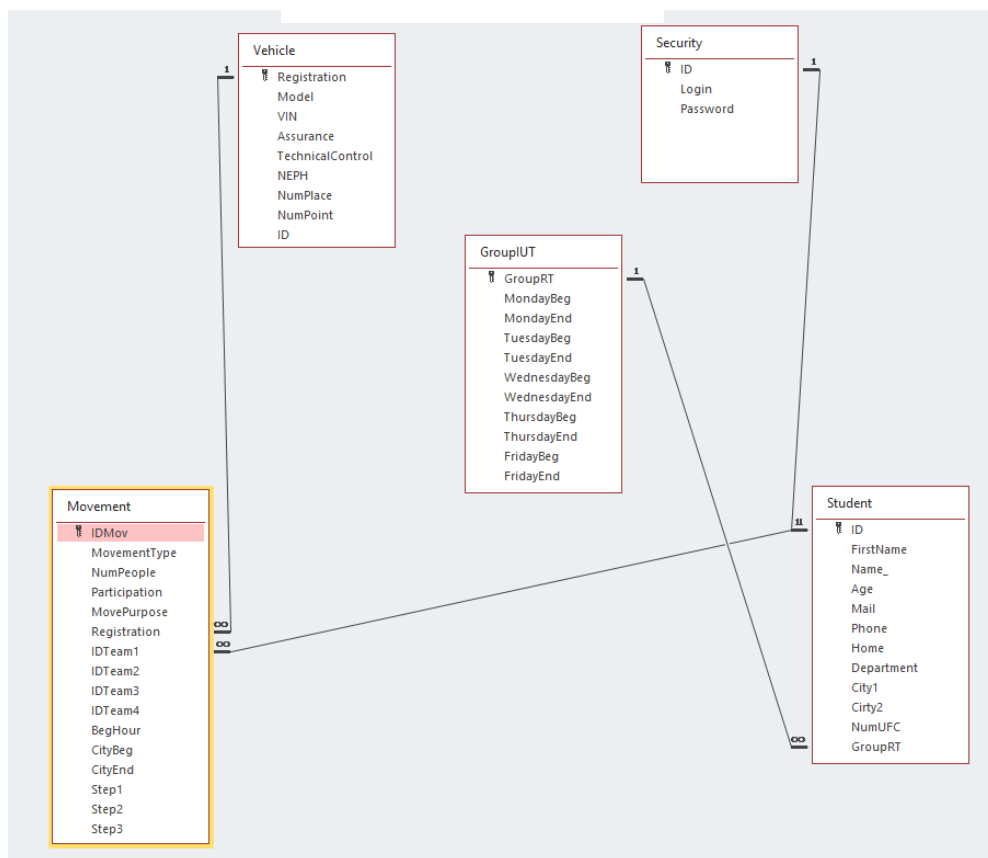 Vehicle
1
Registration
Model
VIN
Assurance
TechnicalControl
NEPH
NumPlace
NumPoint
ID
Security
1
ID
Login
Password
GroupIUT
1
GroupRT
MondayBeg
MondayEnd
TuesdayBeg
TuesdayEnd
WednesdayBeg
WednesdayEnd
ThursdayBeg
ThursdayEnd
FridayBeg
FridayEnd
Movement
IDMov
MovementType
NumPeople
Participation
MovePurpose
Registration
∞
IDTeam1
∞
IDTeam2
IDTeam3
IDTeam4
BegHour
CityBeg
CityEnd
Step1
Step2
Step3
Student
11
ID
FirstName
Name_
Age
Mail
Phone
Home
Department
City1
Cirty2
NumUFC
GroupRT
∞